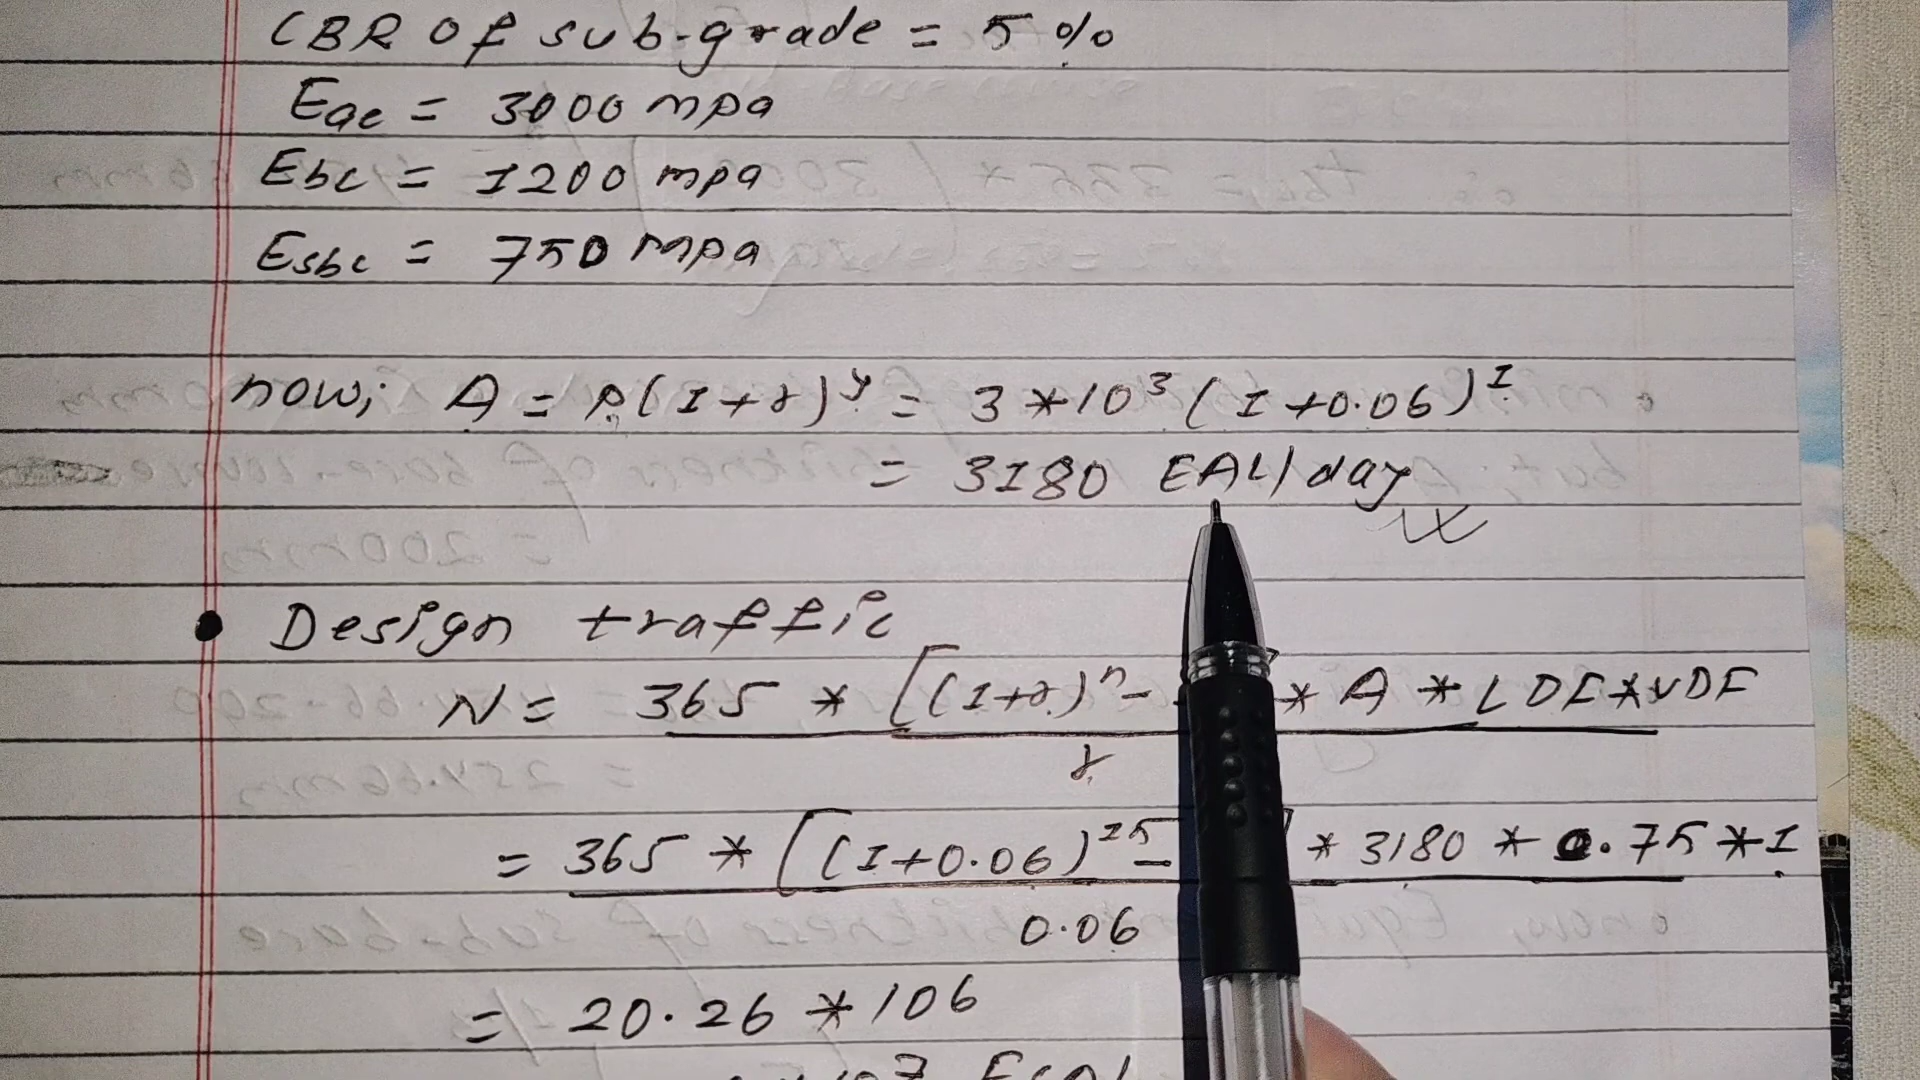 CBR Of sub-grade = 5 %
Eac = 3000 mpa
Ebc = 1200 mpa
Esbc = 750 mpa
now; A = P(1+r)^y = 3*10^3 (1+0.06)^1
= 3180 EAL/day
• Design traffic
N = 365 * [(1+r)^n - * A * LDF*VDF
r
= 365 * [(1+0.06)^15 - ] * 3180 * 0.75 * 1
0.06
= 20.26 * 106